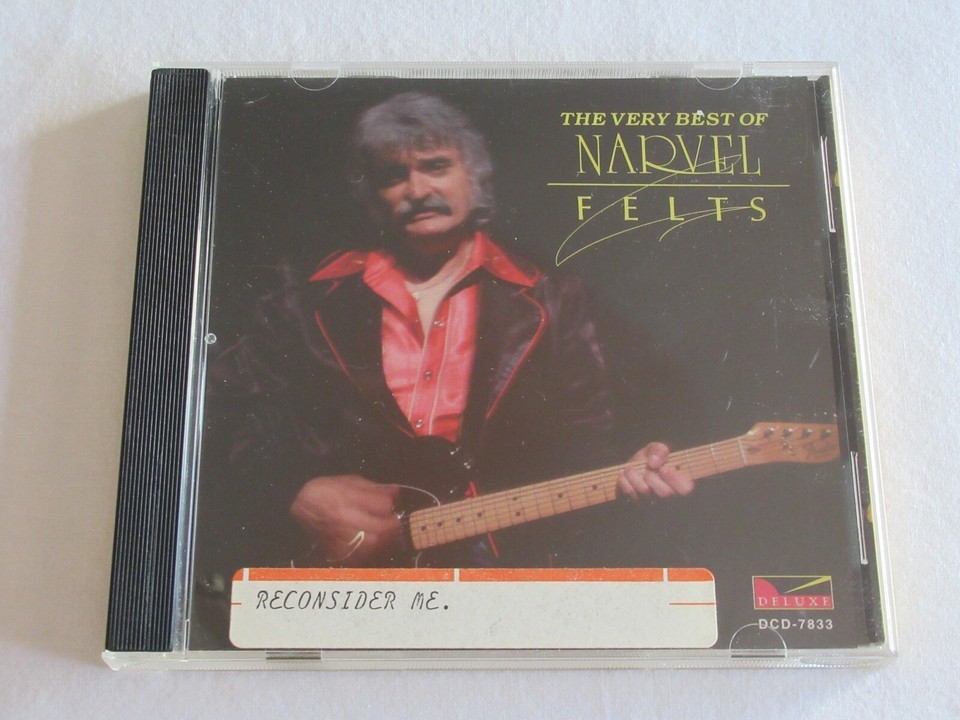 THE VERY BEST OF
NARVEL
FELTS
RECONSIDER ME.
DELUXE
DCD-7833